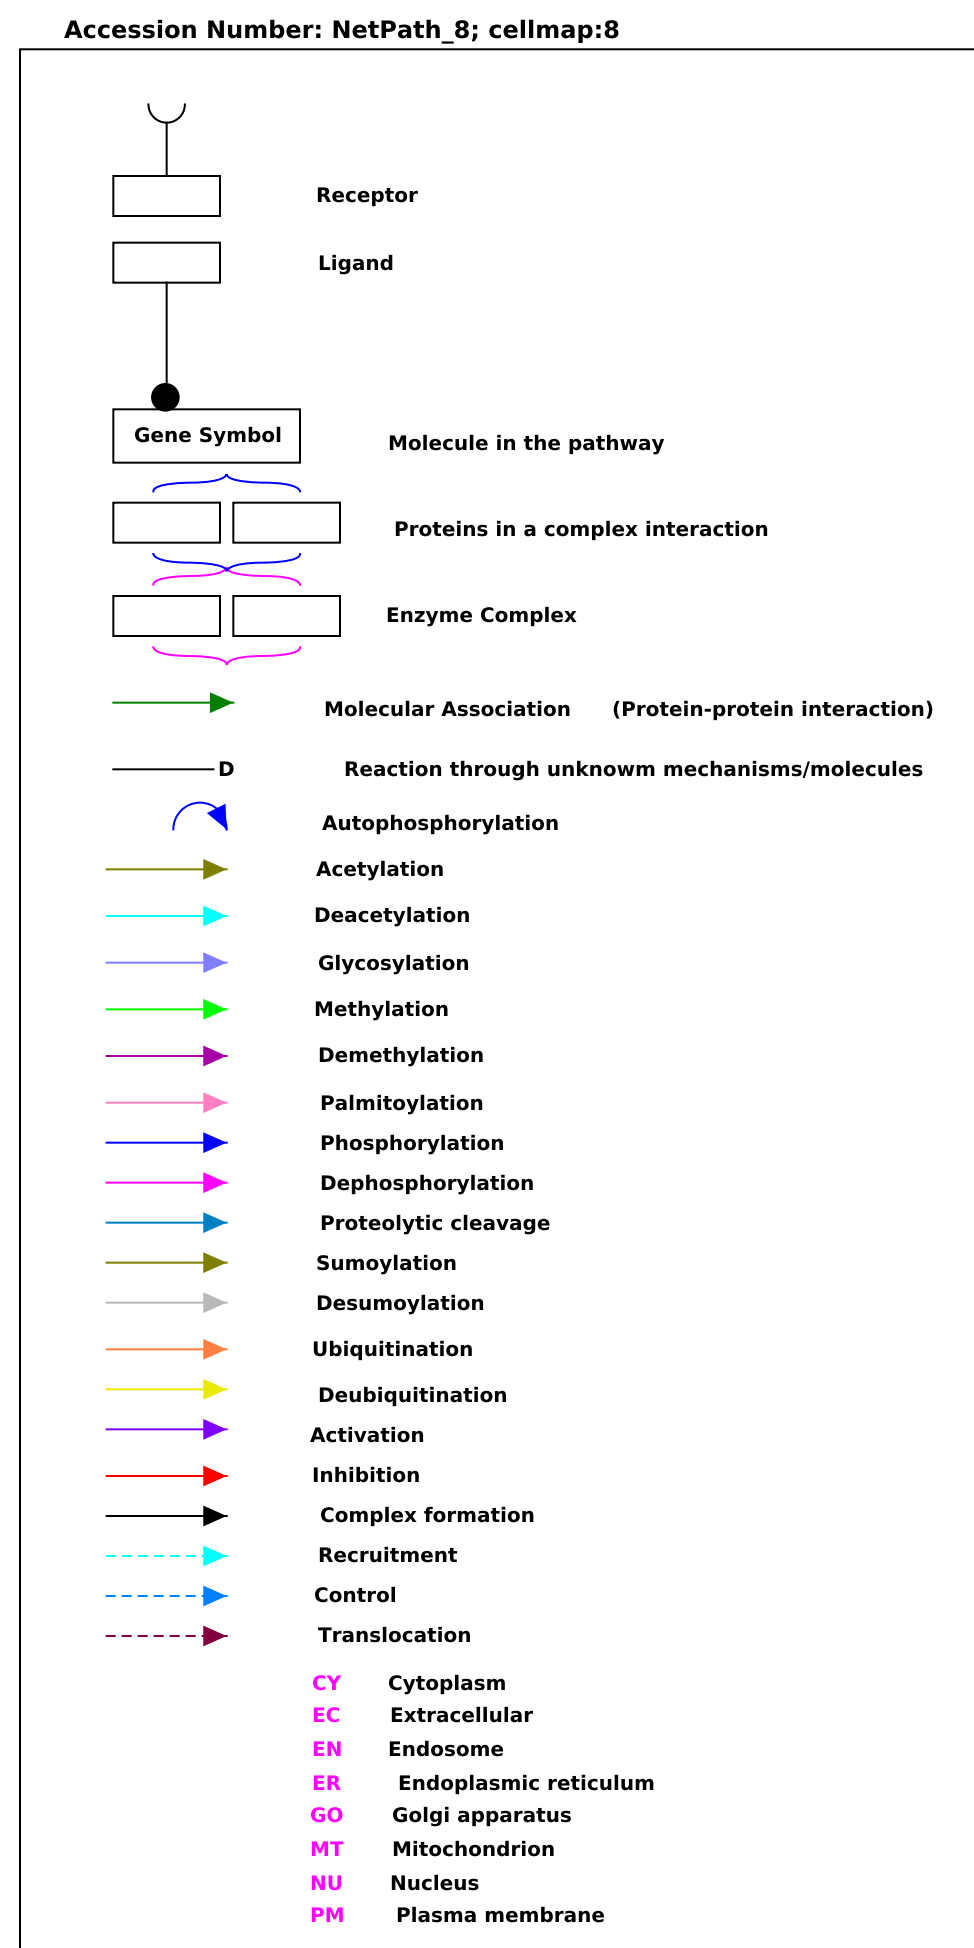 Accession Number: NetPath_8; cellmap:8
Receptor
Ligand
Gene Symbol
Molecule in the pathway
Proteins in a complex interaction
Enzyme Complex
Molecular Association (Protein-protein interaction)
D Reaction through unknowm mechanisms/molecules
Autophosphorylation
Acetylation
Deacetylation
Glycosylation
Methylation
Demethylation
Palmitoylation
Phosphorylation
Dephosphorylation
Proteolytic cleavage
Sumoylation
Desumoylation
Ubiquitination
Deubiquitination
Activation
Inhibition
Complex formation
Recruitment
Control
Translocation
CY Cytoplasm
EC Extracellular
EN Endosome
ER Endoplasmic reticulum
GO Golgi apparatus
MT Mitochondrion
NU Nucleus
PM Plasma membrane